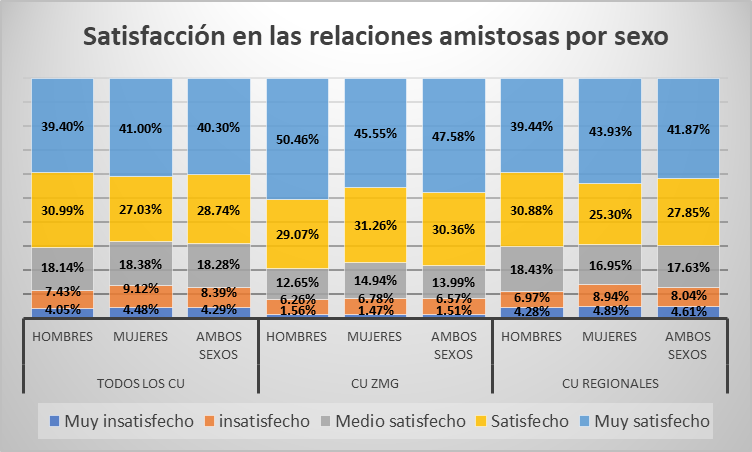 Satisfacción en las relaciones amistosas por sexo
39.40% 41.00% 40.30% 50.46% 45.55% 47.58% 39.44% 43.93% 41.87%
30.99% 27.03% 28.74% 29.07% 31.26% 30.36% 30.88% 25.30% 27.85%
18.14% 18.38% 18.28% 12.65% 14.94% 13.99% 18.43% 16.95% 17.63%
7.43% 9.12% 8.39% 6.26% 6.78% 6.57% 6.97% 8.94% 8.04%
4.05% 4.48% 4.29% 1.56% 1.47% 1.51% 4.28% 4.89% 4.61%
HOMBRES MUJERES AMBOS SEXOS HOMBRES MUJERES AMBOS SEXOS HOMBRES MUJERES AMBOS SEXOS
TODOS LOS CU CU ZMG CU REGIONALES
Muy insatisfecho insatisfecho Medio satisfecho Satisfecho Muy satisfecho